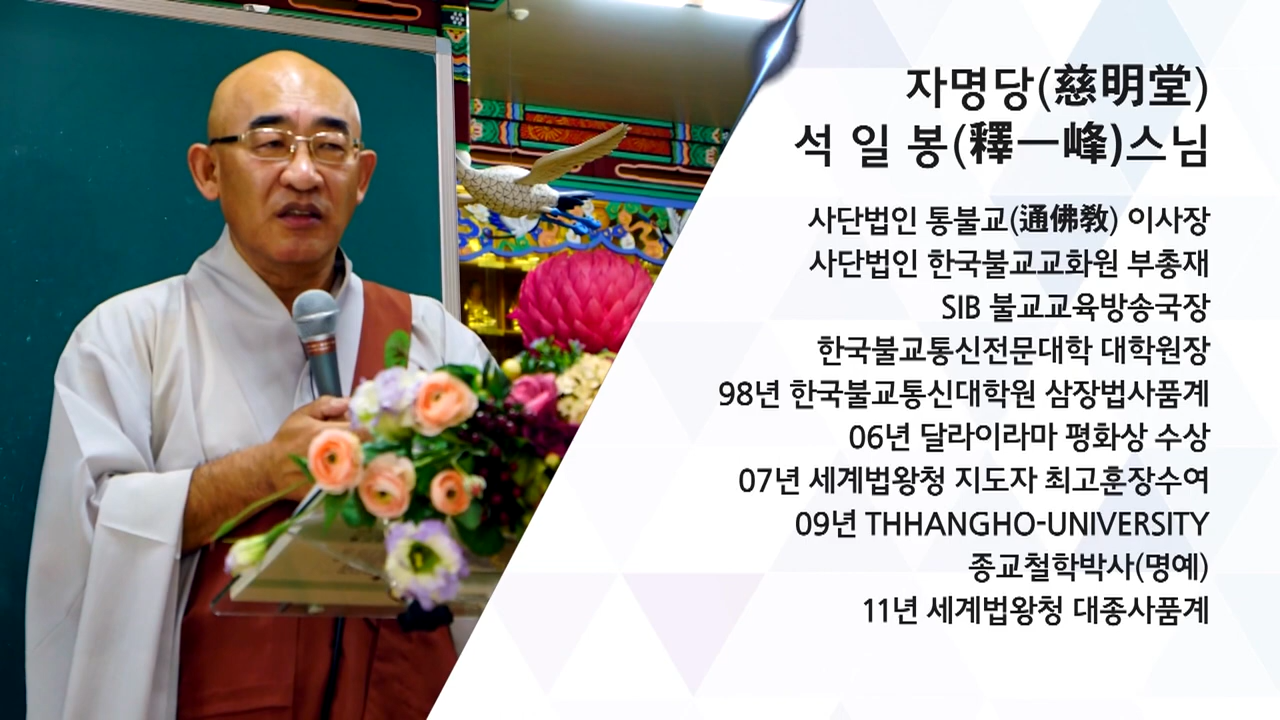 자명당(慈明堂)
석 일 봉(釋一峰)스님
사단법인 통불교(通佛敎) 이사장
사단법인 한국불교교화원 부총재
SIB 불교교육방송국장
한국불교통신전문대학 대학원장
98년 한국불교통신대학원 삼장법사품계
06년 달라이라마 평화상 수상
07년 세계법왕청 지도자 최고훈장수여
09년 THHANGHO-UNIVERSITY
종교철학박사(명예)
11년 세계법왕청 대종사품계